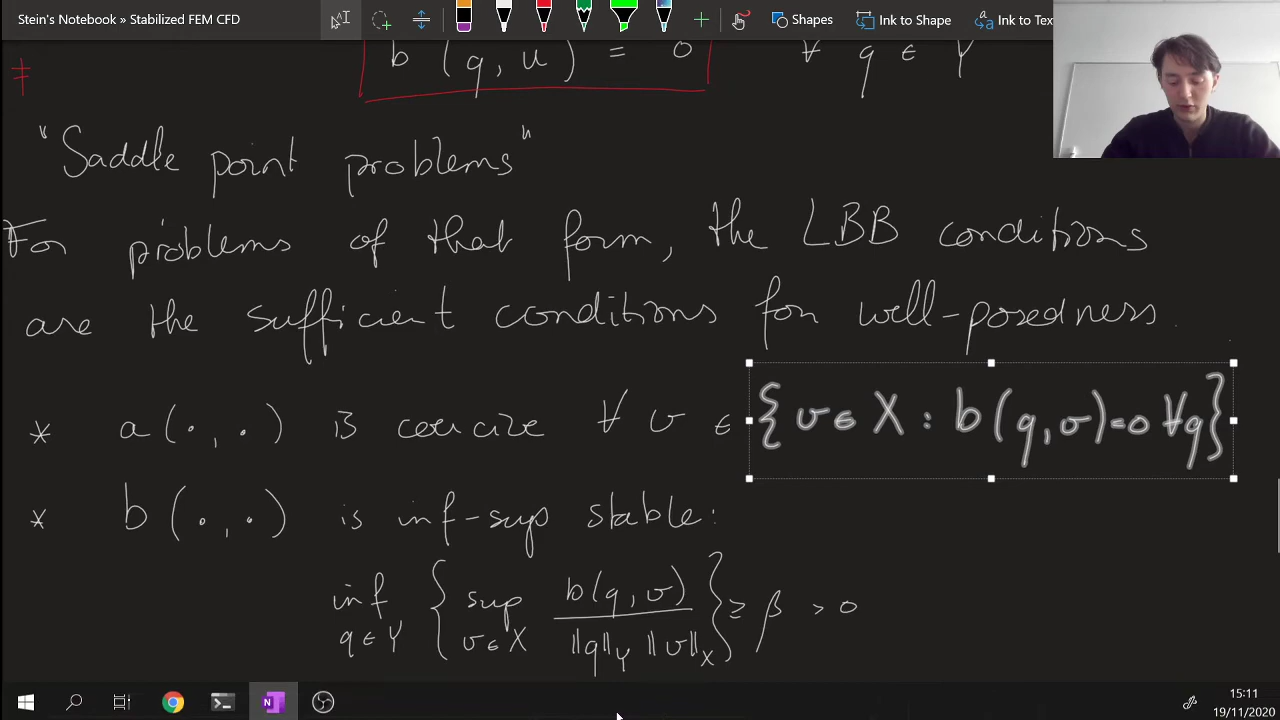 Stein's Notebook » Stabilized FEM CFD
Shapes
Ink to Shape
Ink to Tex
b (q, u) = 0 ∀ q ∈ Y
"Saddle point problems"
For problems of that form, the LBB conditions
are the sufficient conditions for well-posedness.
* a(·,·) is coercive ∀ v ∈ {v ∈ X : b(q,v)=0 ∀q}
* b(·,·) is inf-sup stable:
inf q∈Y { sup v∈X b(q,v) / ‖q‖_Y ‖v‖_X } ≥ β > 0
15:11
19/11/2020